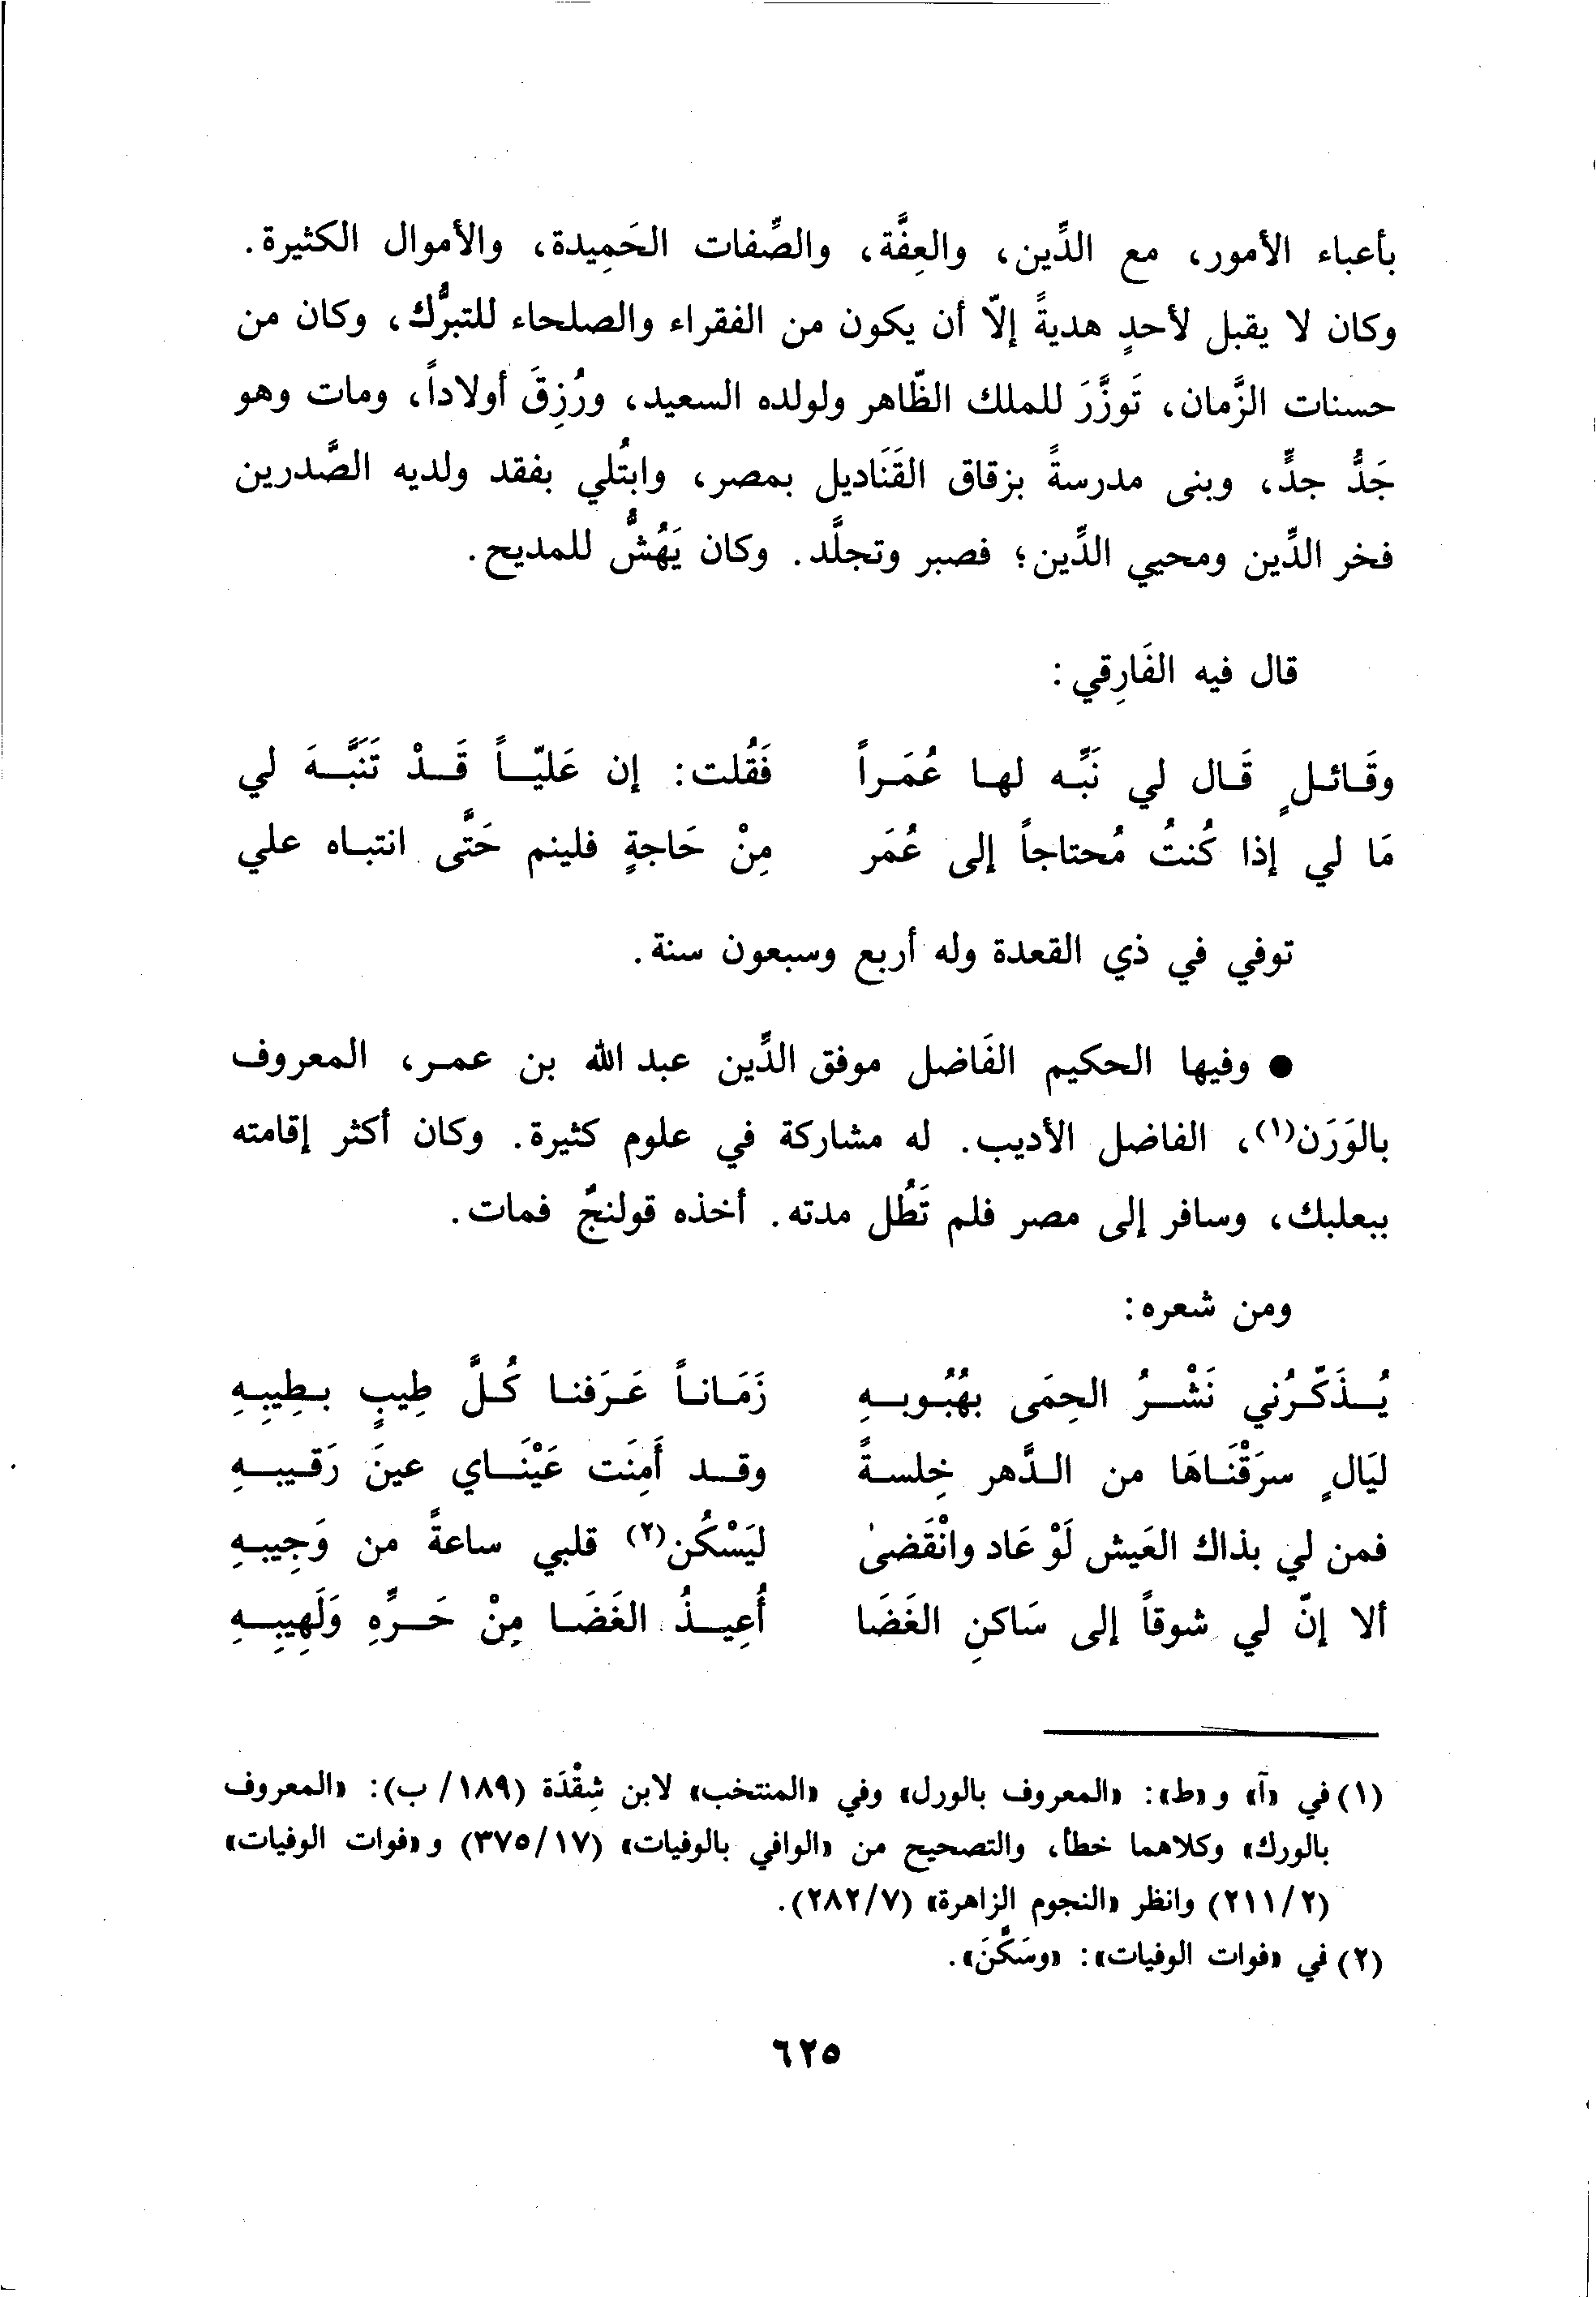 بأعباء الأمور، مع الدِّين، والعِفَّة، والصِّفات الحَمِيدة، والأموال الكثيرة.
وكان لا يقبل لأحدٍ هديةً إلاّ أن يكون من الفقراء والصلحاء للتبرُّك، وكان من
حسنات الزَّمان، تَوزَّرَ للملك الظّاهر ولولده السعيد، ورُزِقَ أولاداً، ومات وهو
جَدُّ جدٍّ، وبنى مدرسةً بزقاق القَنَاديل بمصر، وابتُلي بفقد ولديه الصَّدرين
فخر الدِّين ومحيي الدِّين؛ فصبر وتجلَّد. وكان يَهُشُّ للمديح.
قال فيه الفَارِقي:
وقَـائـلٍ قَـال لي نَبِّـه لهـا عُمَـراً فَقُلت: إن عَليّـاً قَـدْ تَنَبَّـهَ لي
مَا لي إذا كُنتُ مُحتاجاً إلى عُمَر مِنْ حَاجةٍ فلينم حَتَّى انتبـاه علي
توفي في ذي القعدة وله أربع وسبعون سنة.
● وفيها الحكيم الفَاضل موفق الدِّين عبد الله بن عمـر، المعروف
بالوَرَن(١)، الفاضل الأديب. له مشاركة في علوم كثيرة. وكان أكثر إقامته
ببعلبك، وسافر إلى مصر فلم تَطُل مدته. أخذه قولنجٌ فمات.
ومن شعره:
يُـذَكّـرُني نَشْـرُ الحِمَى بهُبُـوبـهِ زَمَـانـاً عَـرَفنـا كُـلَّ طِيبٍ بـطِيبِـهِ
ليَالٍ سرَقْنَـاهَا من الـدَّهر خِلسـةً وقـد أَمِنَت عَيْنَـاي عينَ رَقـيبـهِ
فمن لي بذاك العَيش لَوْ عَاد وانْقَضىٰ ليَسْكُن(٢) قلبي ساعةً من وَجِيبـهِ
ألا إنّ لي شوقاً إلى سَاكنِ الغَضَا أُعِيـذُ الغَضَـا مِنْ حَـرِّهِ وَلَهِيبِـهِ
(١) في «آ» و«ط»: «المعروف بالورل» وفي «المنتخب» لابن شِقْدَة (١٨٩/ ب): «المعروف
بالورك» وكلاهما خطأ، والتصحيح من «الوافي بالوفيات» (٣٧٥/١٧) و«فوات الوفيات»
(٢١١/٢) وانظر «النجوم الزاهرة» (٢٨٢/٧).
(٢) في «فوات الوفيات»: «وسَكَّنَ».
٦٢٥